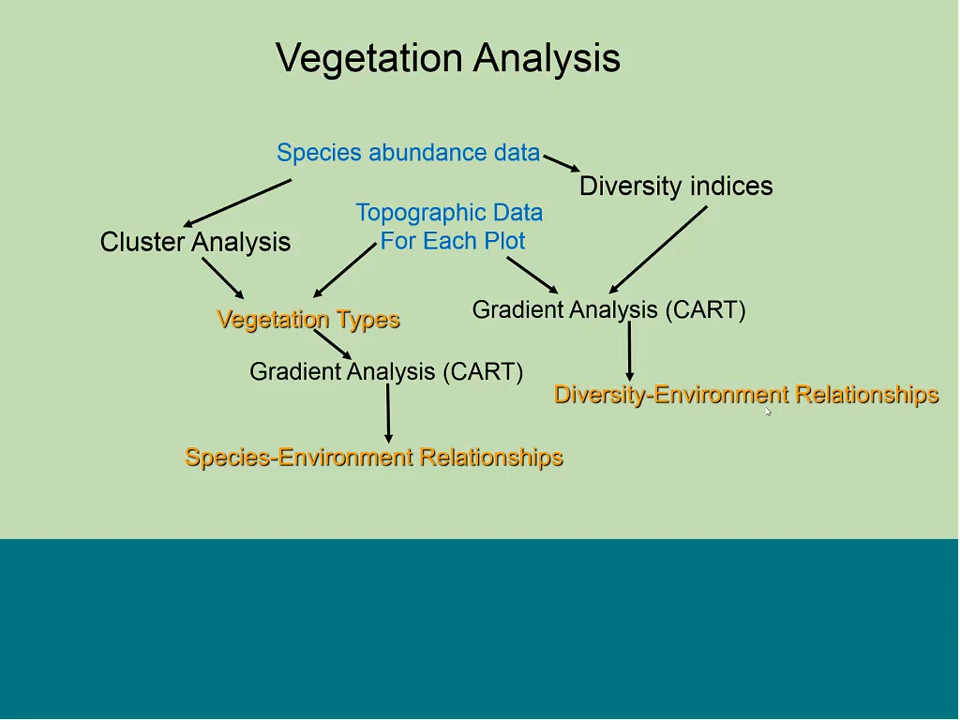 Vegetation Analysis
Species abundance data
Diversity indices
Topographic Data
For Each Plot
Cluster Analysis
Vegetation Types
Gradient Analysis (CART)
Gradient Analysis (CART)
Diversity-Environment Relationships
Species-Environment Relationships